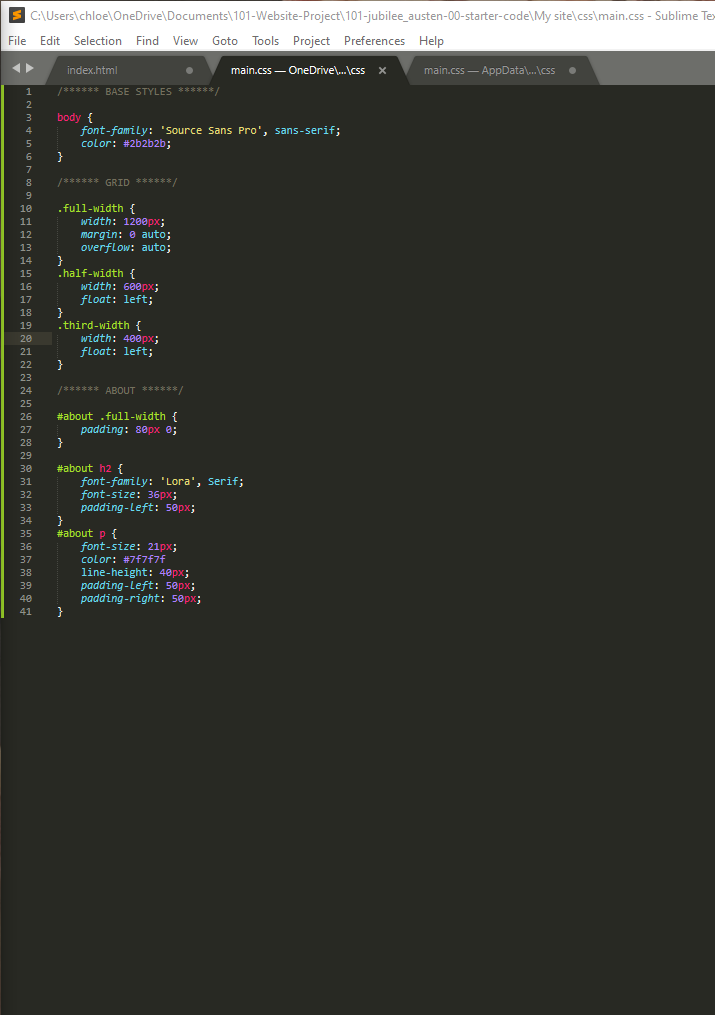 C:\Users\chloe\OneDrive\Documents\101-Website-Project\101-jubilee_austen-00-starter-code\My site\css\main.css - Sublime Tex
File Edit Selection Find View Goto Tools Project Preferences Help
index.html main.css — OneDrive\...\css main.css — AppData\...\css
1 /****** BASE STYLES ******/
2
3 body {
4 font-family: 'Source Sans Pro', sans-serif;
5 color: #2b2b2b;
6 }
7
8 /****** GRID ******/
9
10 .full-width {
11 width: 1200px;
12 margin: 0 auto;
13 overflow: auto;
14 }
15 .half-width {
16 width: 600px;
17 float: left;
18 }
19 .third-width {
20 width: 400px;
21 float: left;
22 }
23
24 /****** ABOUT ******/
25
26 #about .full-width {
27 padding: 80px 0;
28 }
29
30 #about h2 {
31 font-family: 'Lora', Serif;
32 font-size: 36px;
33 padding-left: 50px;
34 }
35 #about p {
36 font-size: 21px;
37 color: #7f7f7f
38 line-height: 40px;
39 padding-left: 50px;
40 padding-right: 50px;
41 }